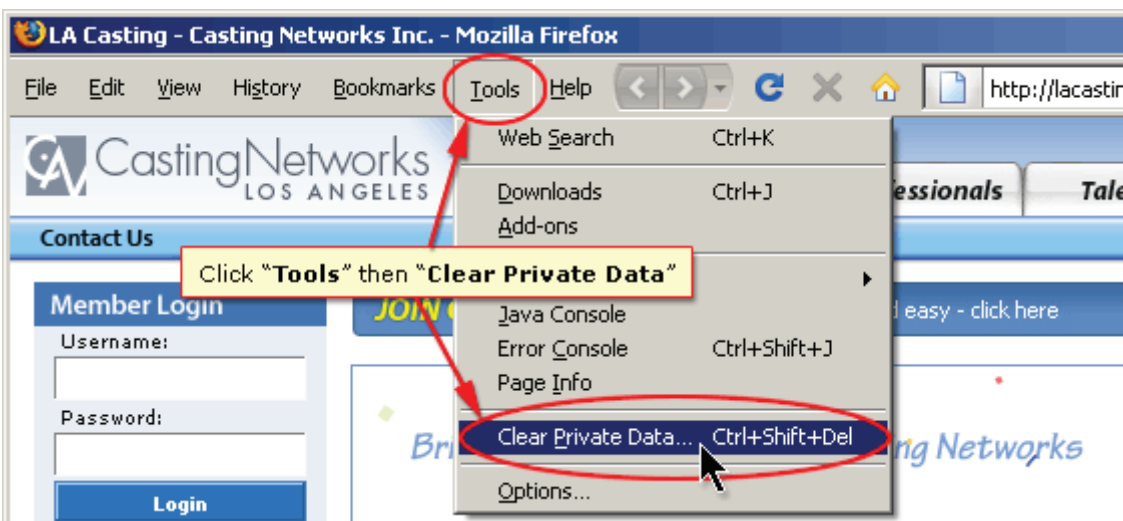 LA Casting - Casting Networks Inc. - Mozilla Firefox
File Edit View History Bookmarks Tools Help http://lacastin
Web Search Ctrl+K
CastingNetworks
LOS ANGELES
Downloads Ctrl+J
essionals Tale
Add-ons
Contact Us
Click “Tools” then “Clear Private Data”
Member Login
JOIN easy - click here
Java Console
Username:
Error Console Ctrl+Shift+J
Page Info
Password:
Clear Private Data... Ctrl+Shift+Del
Bri ng Networks
Options...
Login